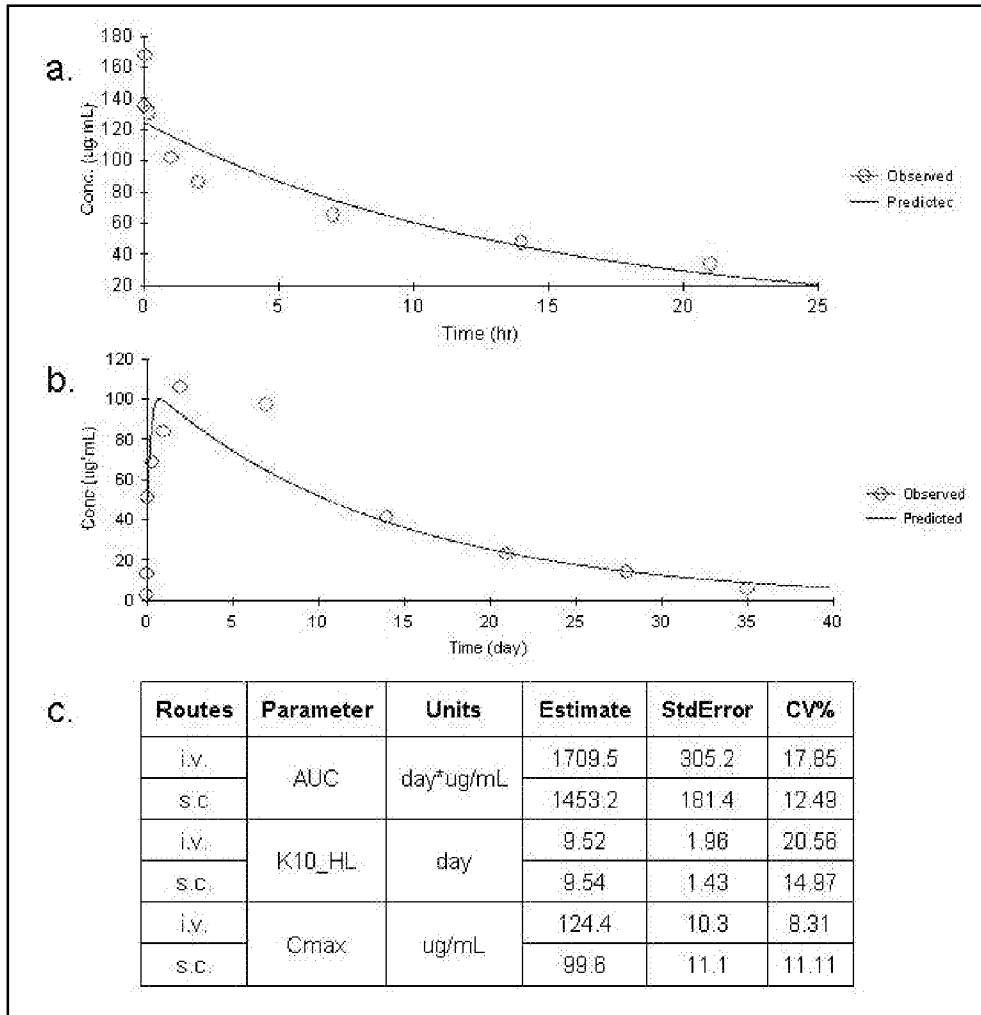 a.
180
160
140
120
100
80
60
40
20
Conc. (ug/mL)
0 5 10 15 20 25
Time (hr)
Observed
Predicted
b.
120
100
80
60
40
20
0
Conc (ug/mL)
0 5 10 15 20 25 30 35 40
Time (day)
Observed
Predicted
c.
Routes Parameter Units Estimate StdError CV%
i.v. AUC day*ug/mL 1709.5 305.2 17.85
s.c 1453.2 181.4 12.49
i.v. K10_HL day 9.52 1.96 20.56
s.c. 9.54 1.43 14.97
i.v. Cmax ug/mL 124.4 10.3 8.31
s.c. 99.6 11.1 11.11